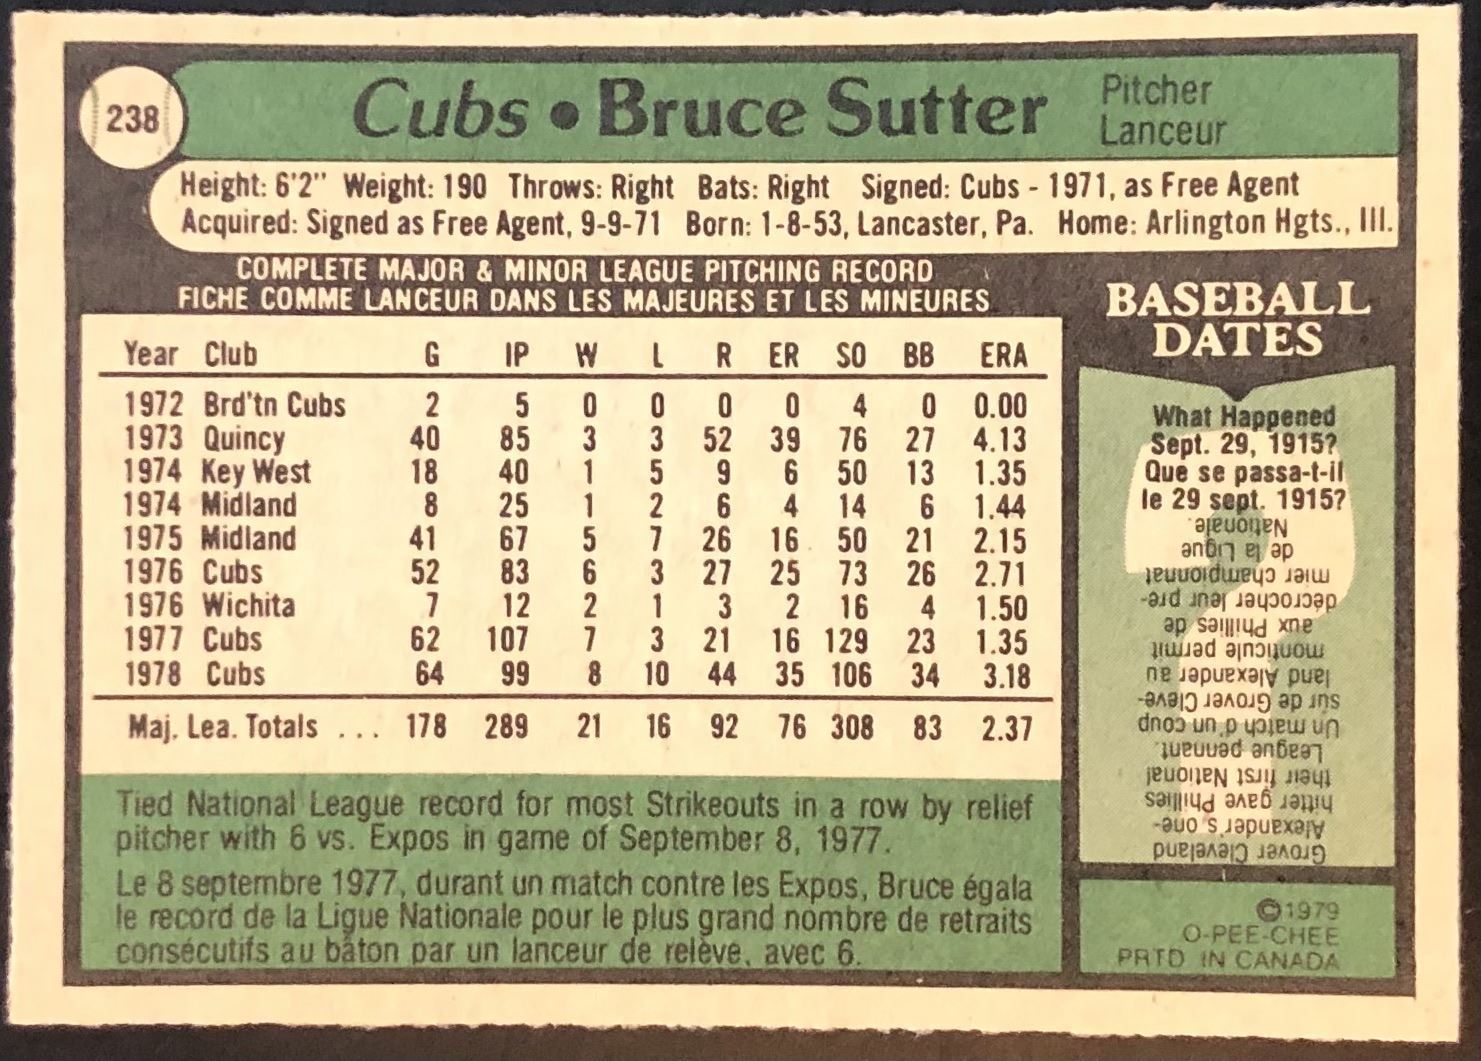 238
Cubs • Bruce Sutter
Pitcher
Lanceur
Height: 6'2" Weight: 190 Throws: Right Bats: Right Signed: Cubs - 1971, as Free Agent
Acquired: Signed as Free Agent, 9-9-71 Born: 1-8-53, Lancaster, Pa. Home: Arlington Hgts., Ill.
COMPLETE MAJOR & MINOR LEAGUE PITCHING RECORD
FICHE COMME LANCEUR DANS LES MAJEURES ET LES MINEURES
Year Club G IP W L R ER SO BB ERA
1972 Brd'tn Cubs 2 5 0 0 0 0 4 0 0.00
1973 Quincy 40 85 3 3 52 39 76 27 4.13
1974 Key West 18 40 1 5 9 6 50 13 1.35
1974 Midland 8 25 1 2 6 4 14 6 1.44
1975 Midland 41 67 5 7 26 16 50 21 2.15
1976 Cubs 52 83 6 3 27 25 73 26 2.71
1976 Wichita 7 12 2 1 3 2 16 4 1.50
1977 Cubs 62 107 7 3 21 16 129 23 1.35
1978 Cubs 64 99 8 10 44 35 106 34 3.18
Maj. Lea. Totals ... 178 289 21 16 92 76 308 83 2.37
Tied National League record for most Strikeouts in a row by relief
pitcher with 6 vs. Expos in game of September 8, 1977.
Le 8 septembre 1977, durant un match contre les Expos, Bruce égala
le record de la Ligue Nationale pour le plus grand nombre de retraits
consécutifs au bâton par un lanceur de relève, avec 6.
BASEBALL
DATES
What Happened
Sept. 29, 1915?
Que se passa-t-il
le 29 sept. 1915?
Grover Cleveland
Alexander's one-
hitter gave Phillies
their first National
League pennant.
Un match d'un coup
sûr de Grover Cleve-
land Alexander au
monticule permit
aux Phillies de
décrocher leur pre-
mier championnat
de la Ligue
Nationale.
©1979
O-PEE-CHEE
PRTD IN CANADA